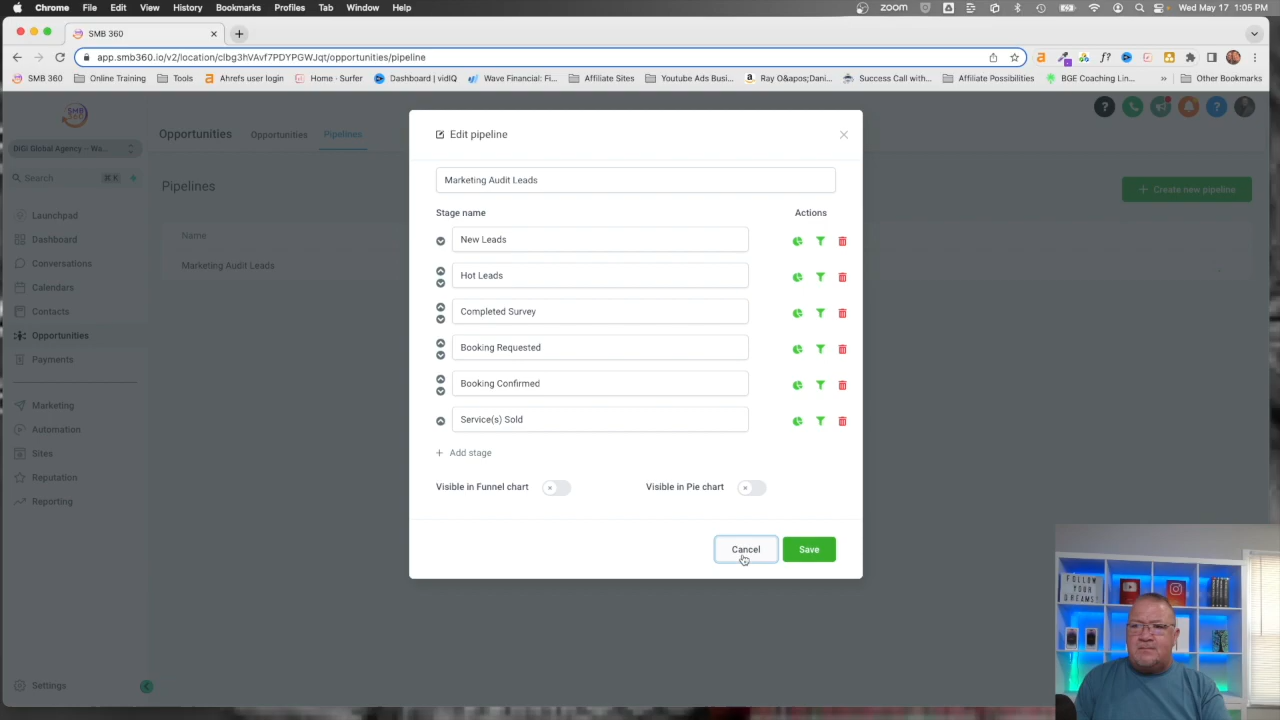 Chrome File Edit View History Bookmarks Profiles Tab Window Help
zoom
Wed May 17 1:05 PM
SMB 360
app.smb360.io/v2/location/clbg3hVAvf7PDYPGWJqt/opportunities/pipeline
SMB 360 Online Training Tools Ahrefs user login Home · Surfer Dashboard | vidIQ Wave Financial: Fi... Affiliate Sites Youtube Ads Busi... Ray O&apos;Dani... Success Call with... Affiliate Possibilities BGE Coaching Lin... » Other Bookmarks
DiGi Global Agency -- Wa...
Search ⌘K
Launchpad
Dashboard
Conversations
Calendars
Contacts
Opportunities
Payments
Marketing
Automation
Sites
Reputation
Reporting
Settings
Opportunities Opportunities Pipelines
Pipelines
+ Create new pipeline
Name
Marketing Audit Leads
Edit pipeline
Marketing Audit Leads
Stage name Actions
New Leads
Hot Leads
Completed Survey
Booking Requested
Booking Confirmed
Service(s) Sold
+ Add stage
Visible in Funnel chart Visible in Pie chart
Cancel Save
FOLLOW
YOUR
DREAMS!